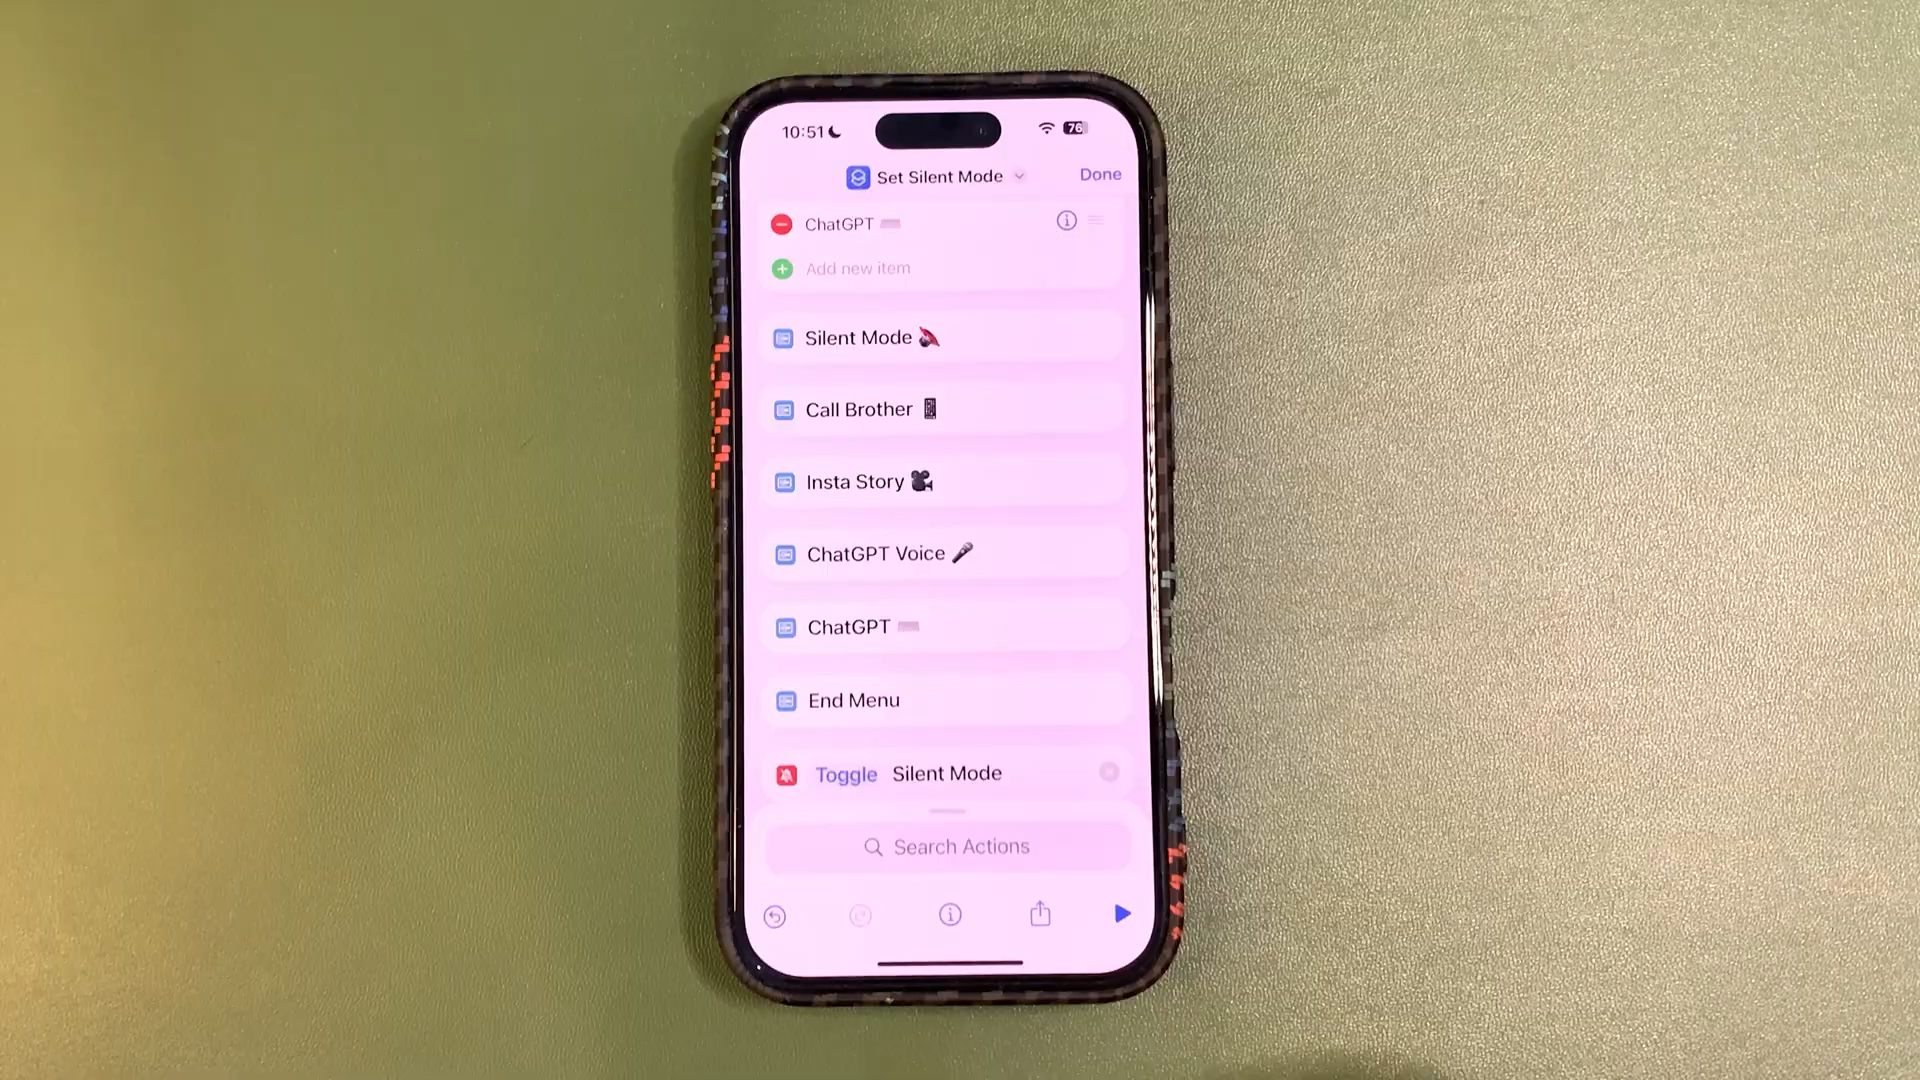 10:51 76
Set Silent Mode Done
ChatGPT
Add new item
Silent Mode
Call Brother
Insta Story
ChatGPT Voice
ChatGPT
End Menu
Toggle Silent Mode
Search Actions